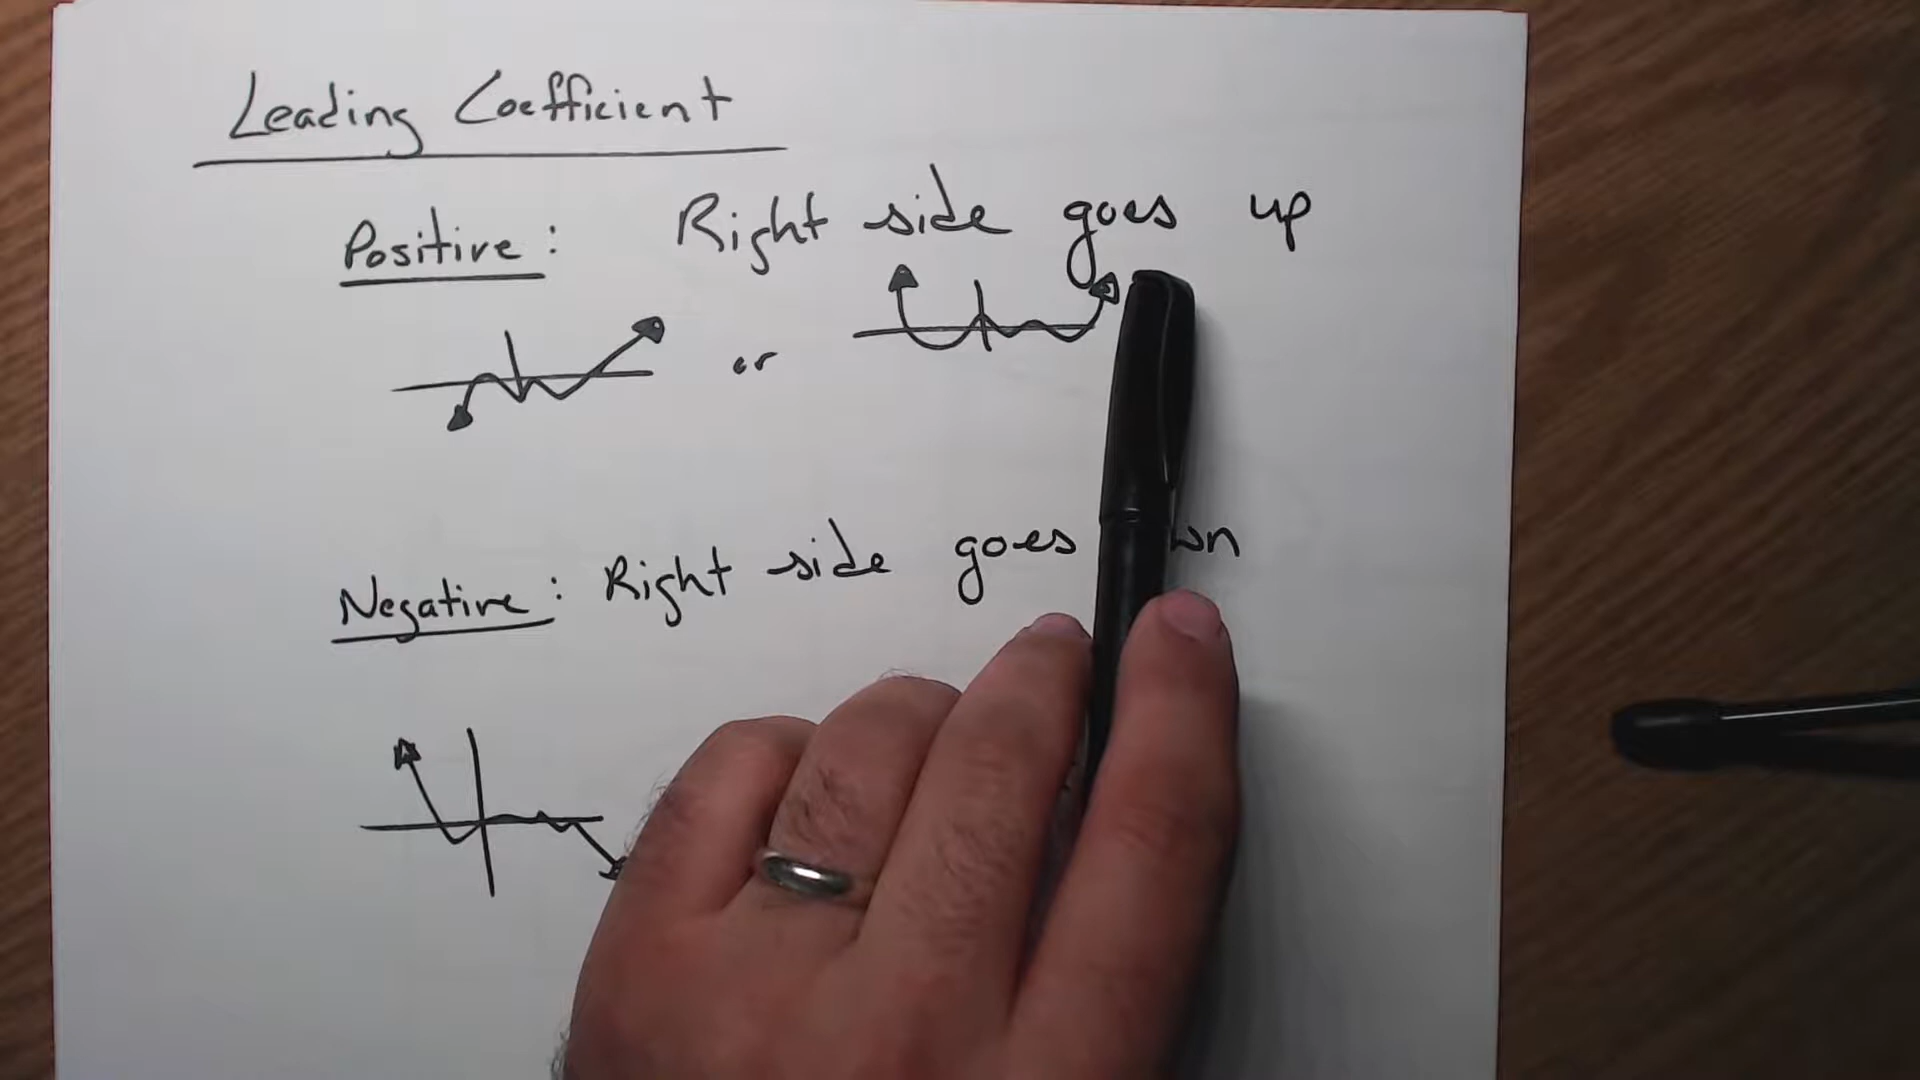 Leading Coefficient
Positive: Right side goes up
or
Negative: Right side goes